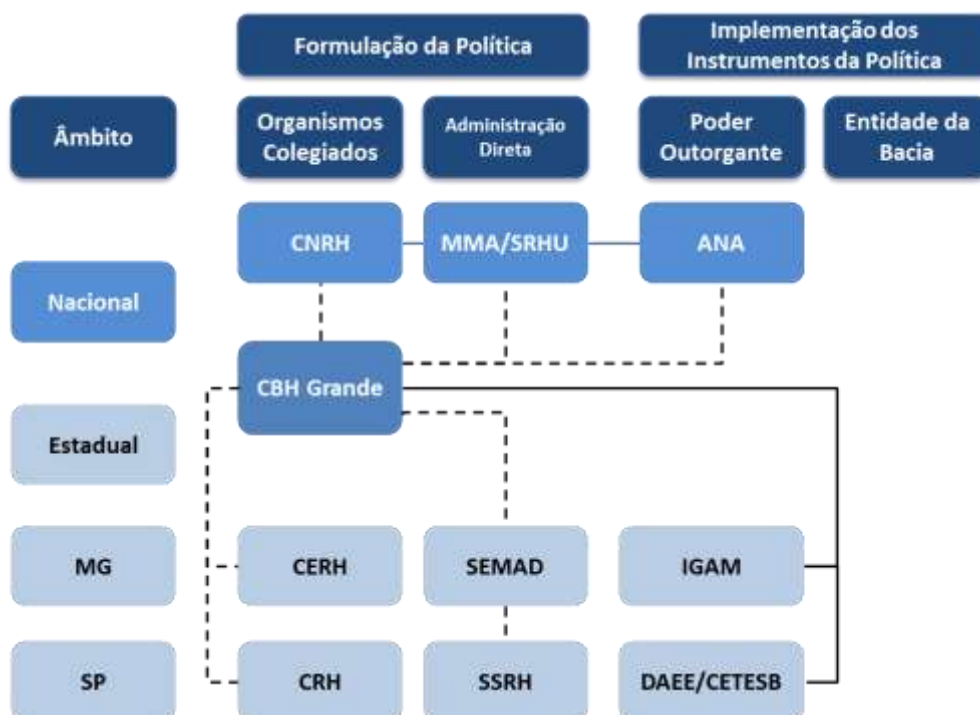 Formulação da Política
Implementação dos
Instrumentos da Política
Âmbito
Organismos
Colegiados
Administração
Direta
Poder
Outorgante
Entidade da
Bacia
CNRH
MMA/SRHU
ANA
Nacional
CBH Grande
Estadual
MG
CERH
SEMAD
IGAM
SP
CRH
SSRH
DAEE/CETESB